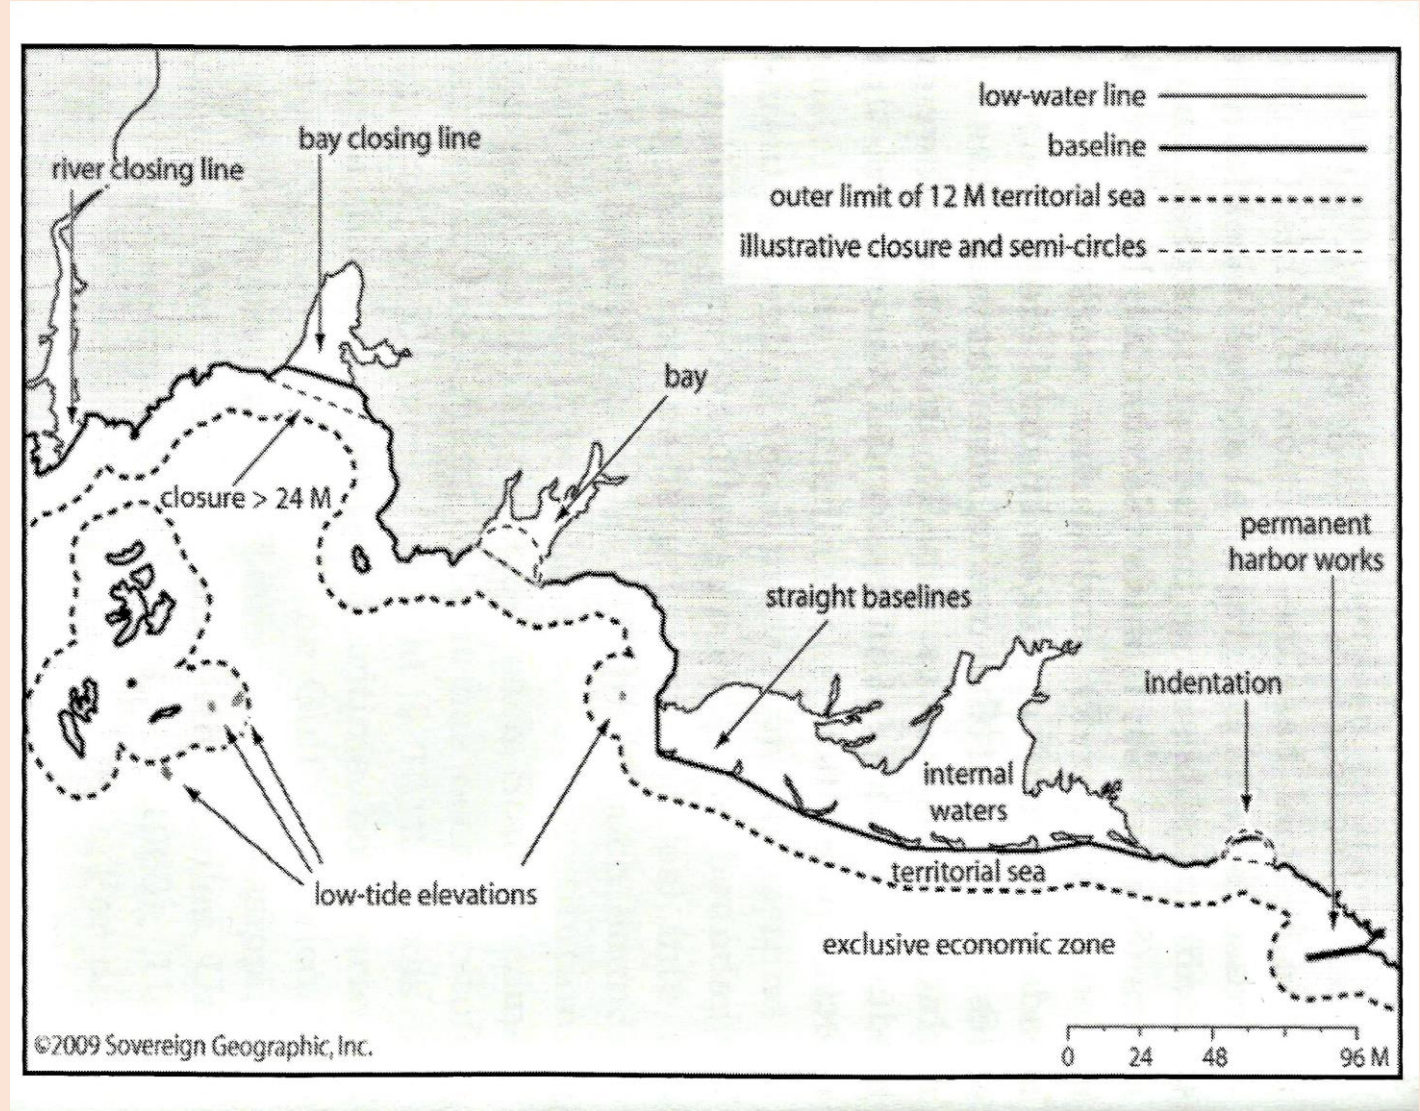 low-water line
baseline
outer limit of 12 M territorial sea
illustrative closure and semi-circles
bay closing line
river closing line
bay
closure > 24 M
permanent
harbor works
straight baselines
indentation
internal
waters
territorial sea
low-tide elevations
exclusive economic zone
©2009 Sovereign Geographic, Inc.
0 24 48 96 M